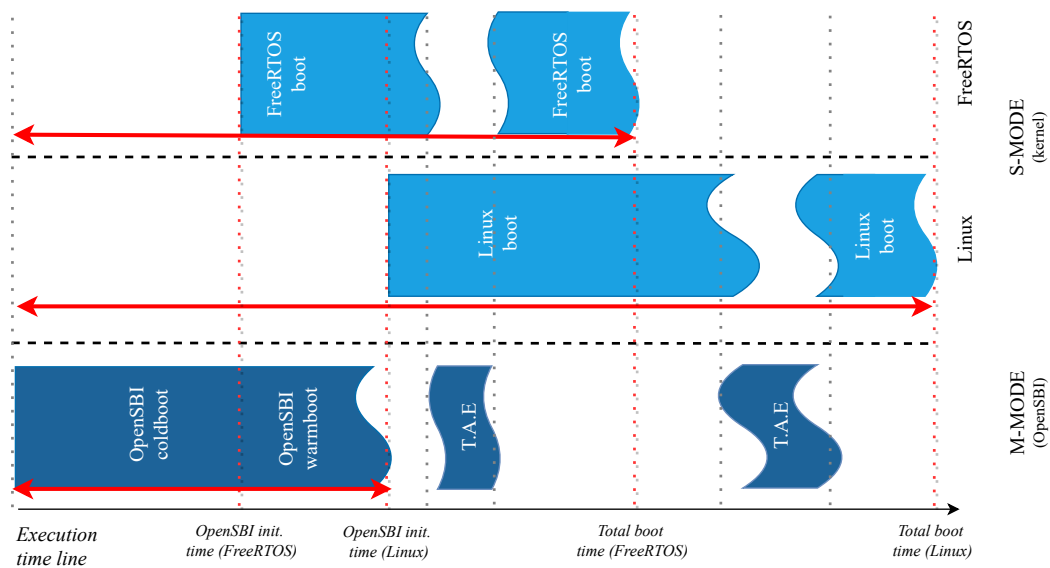 FreeRTOS
boot
FreeRTOS
boot
FreeRTOS
S-MODE
(kernel)
Linux
boot
Linux
boot
Linux
OpenSBI
coldboot
OpenSBI
warmboot
T.A.E
T.A.E
M-MODE
(OpenSBI)
Execution
time line
OpenSBI init.
time (FreeRTOS)
OpenSBI init.
time (Linux)
Total boot
time (FreeRTOS)
Total boot
time (Linux)